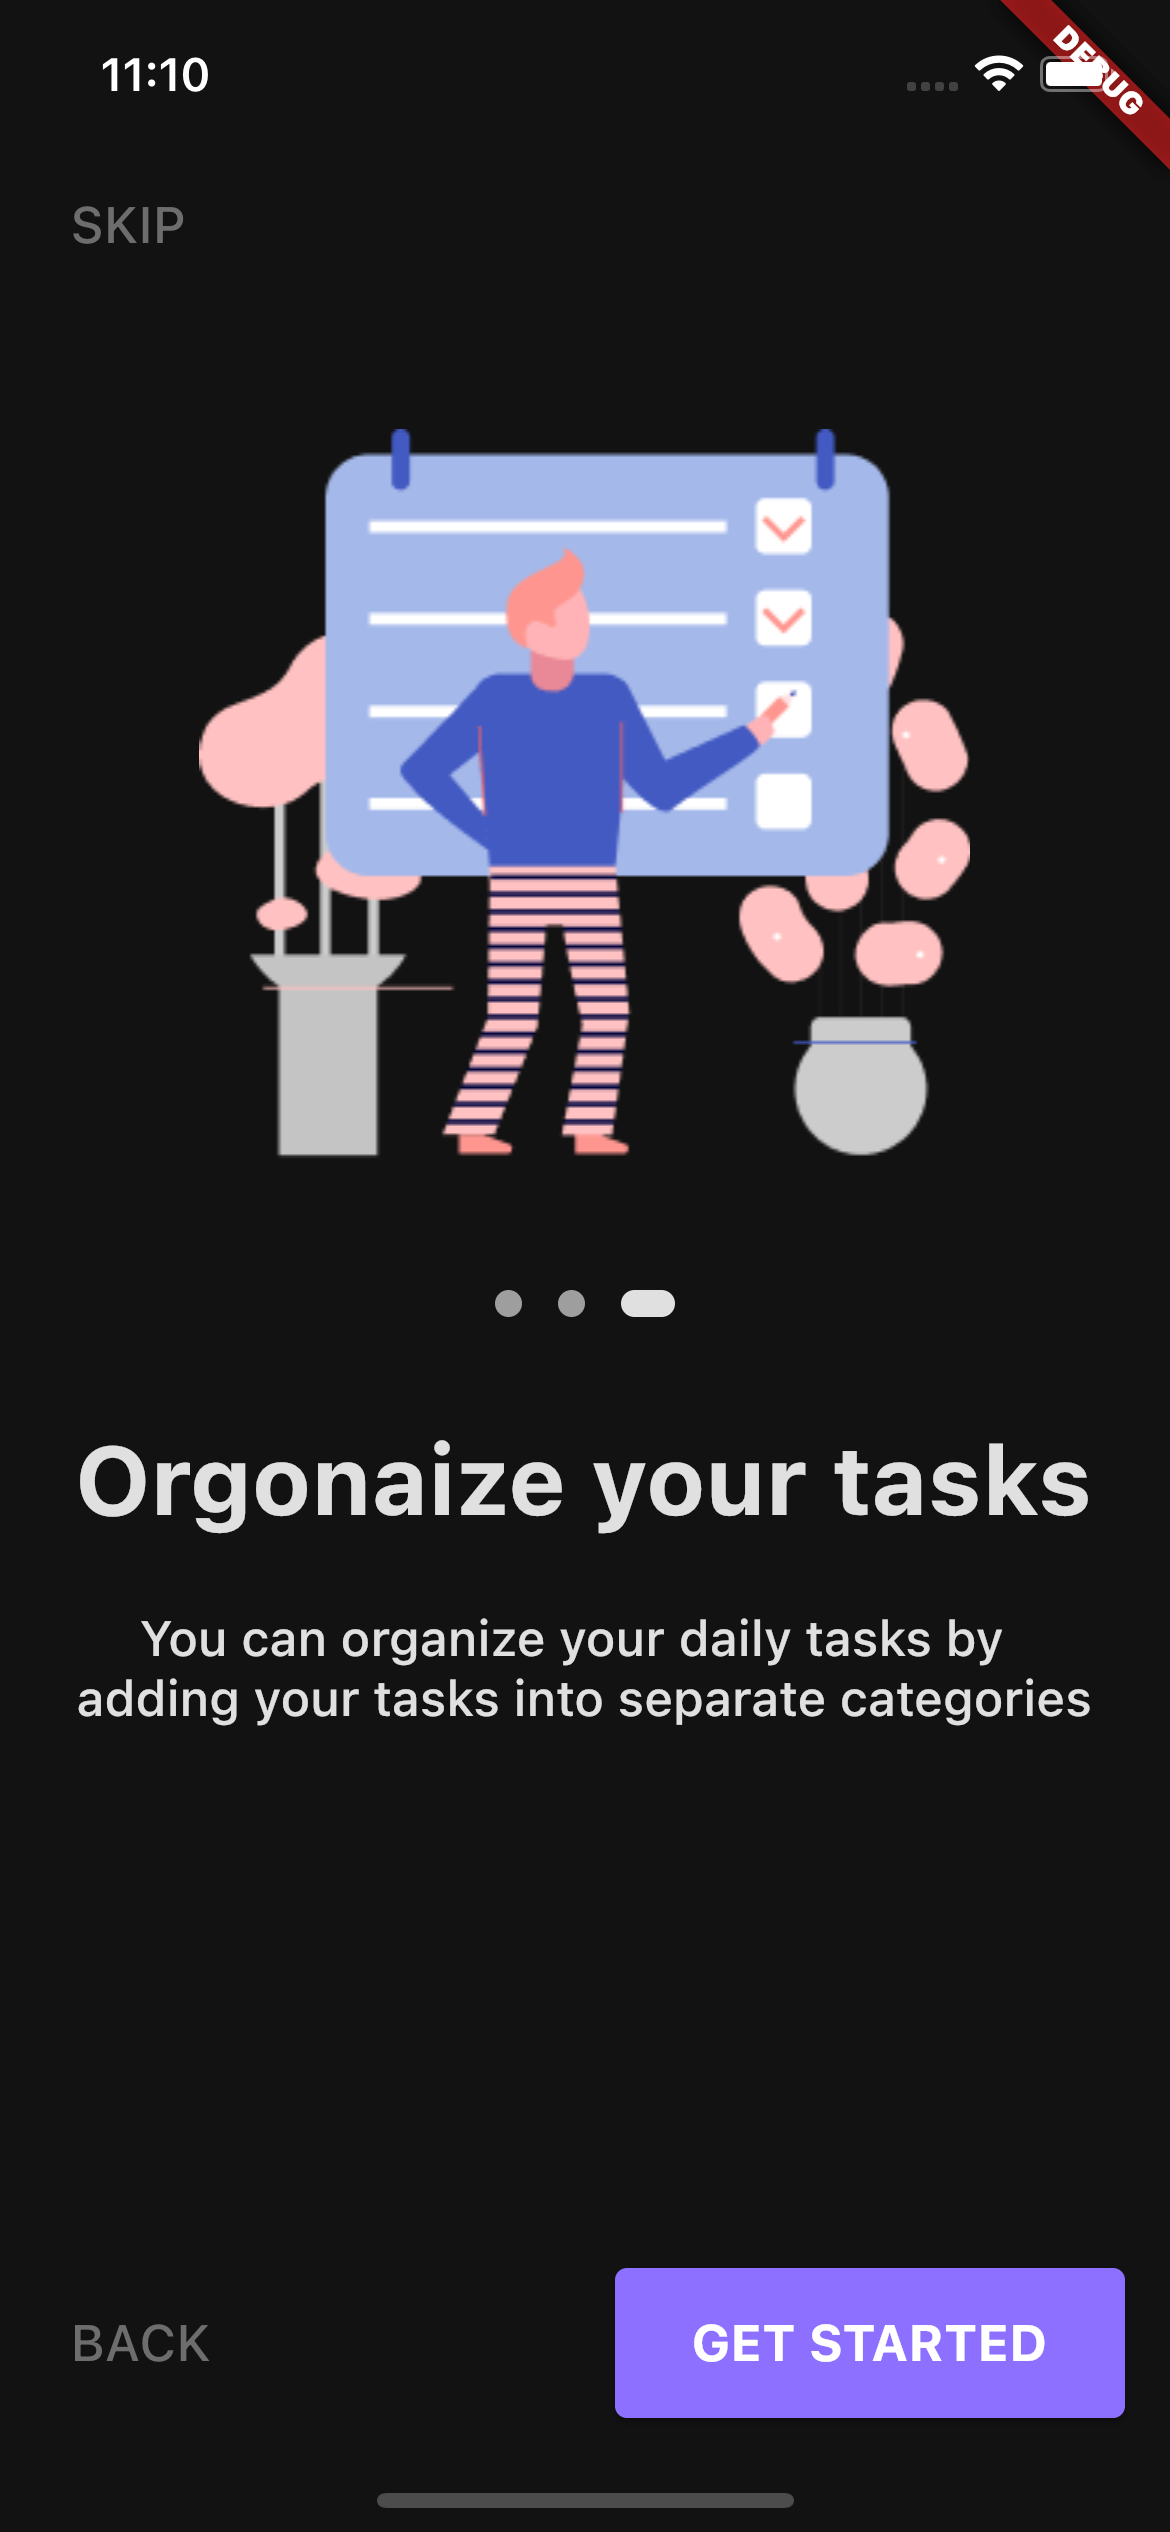 11:10
DEBUG
SKIP
Orgonaize your tasks
You can organize your daily tasks by
adding your tasks into separate categories
BACK
GET STARTED